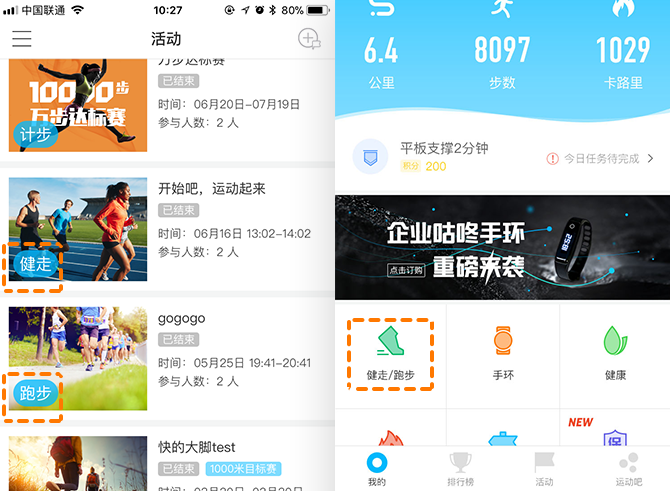 中国联通
10:27
80%
活动
10000步
万步达标赛
计步
万步达标赛
已结束
时间：06月20日-07月19日
参与人数：2 人
开始吧，运动起来
已结束
时间：06月16日 13:02-14:02
参与人数：2 人
健走
gogogo
已结束
时间：05月25日 19:41-20:41
参与人数：2 人
跑步
快的大脚test
已结束 1000米目标赛
6.4 8097 1029
公里 步数 卡路里
平板支撑2分钟
积分 200
今日任务待完成
企业咕咚手环
点击订购 重磅来袭
健走/跑步 手环 健康
NEW
保
我的 排行榜 活动 运动吧